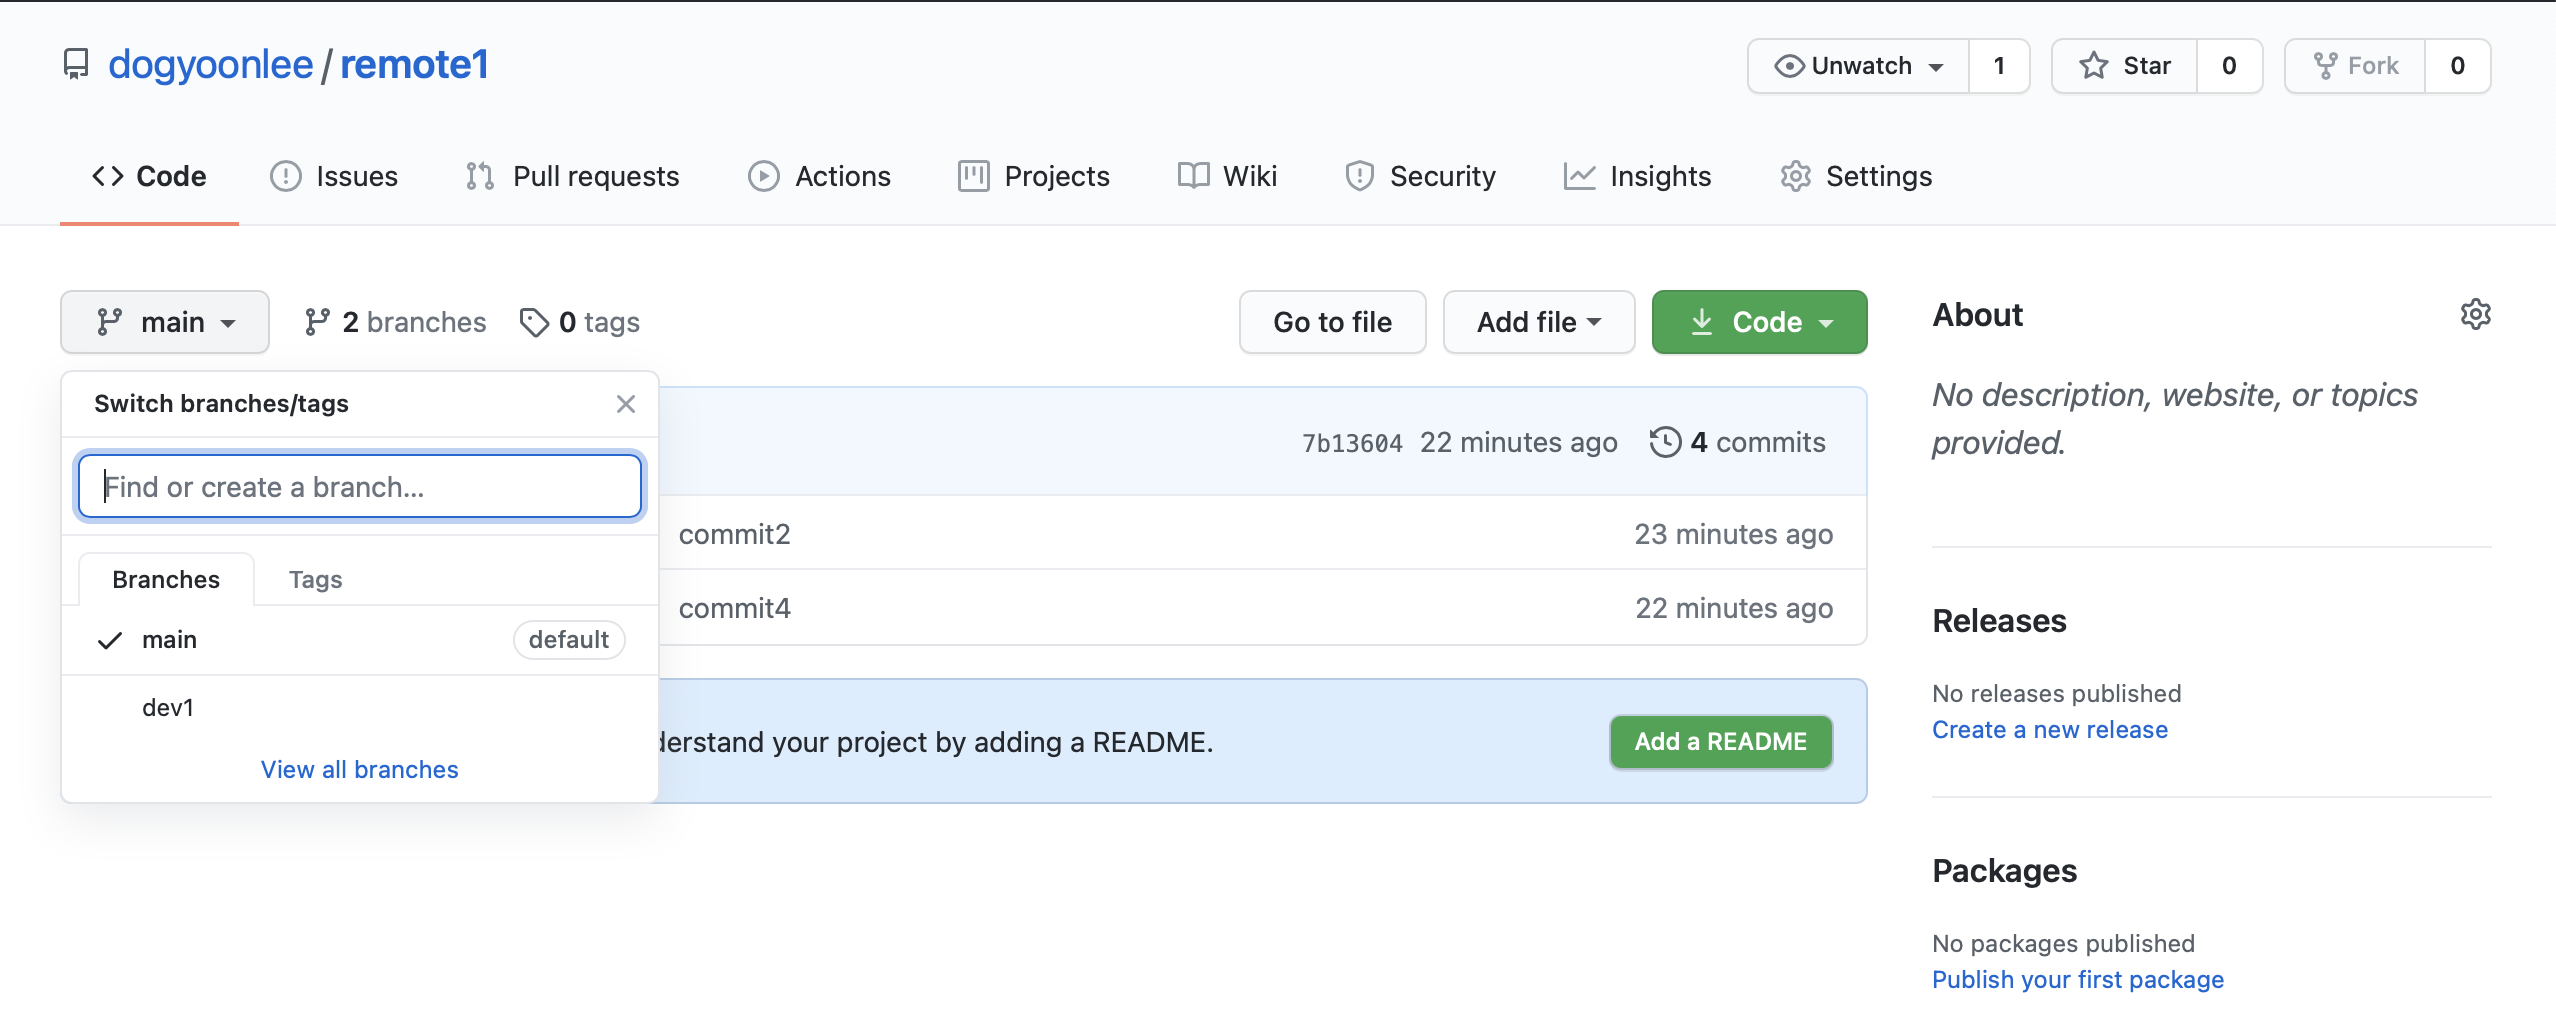 dogyoonlee / remote1
Unwatch 1 Star 0 Fork 0
Code Issues Pull requests Actions Projects Wiki Security Insights Settings
main 2 branches 0 tags Go to file Add file Code
Switch branches/tags
Find or create a branch...
Branches Tags
main default
dev1
View all branches
7b13604 22 minutes ago 4 commits
commit2 23 minutes ago
commit4 22 minutes ago
your project by adding a README. Add a README
About
No description, website, or topics
provided.
Releases
No releases published
Create a new release
Packages
No packages published
Publish your first package